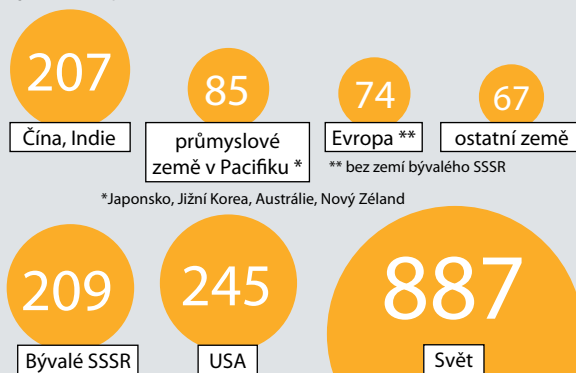 207
Čína, Indie
85
průmyslové
země v Pacifiku *
74
Evropa **
67
ostatní země
** bez zemí bývalého SSSR
*Japonsko, Jižní Korea, Austrálie, Nový Zéland
209
Bývalé SSSR
245
USA
887
Svět